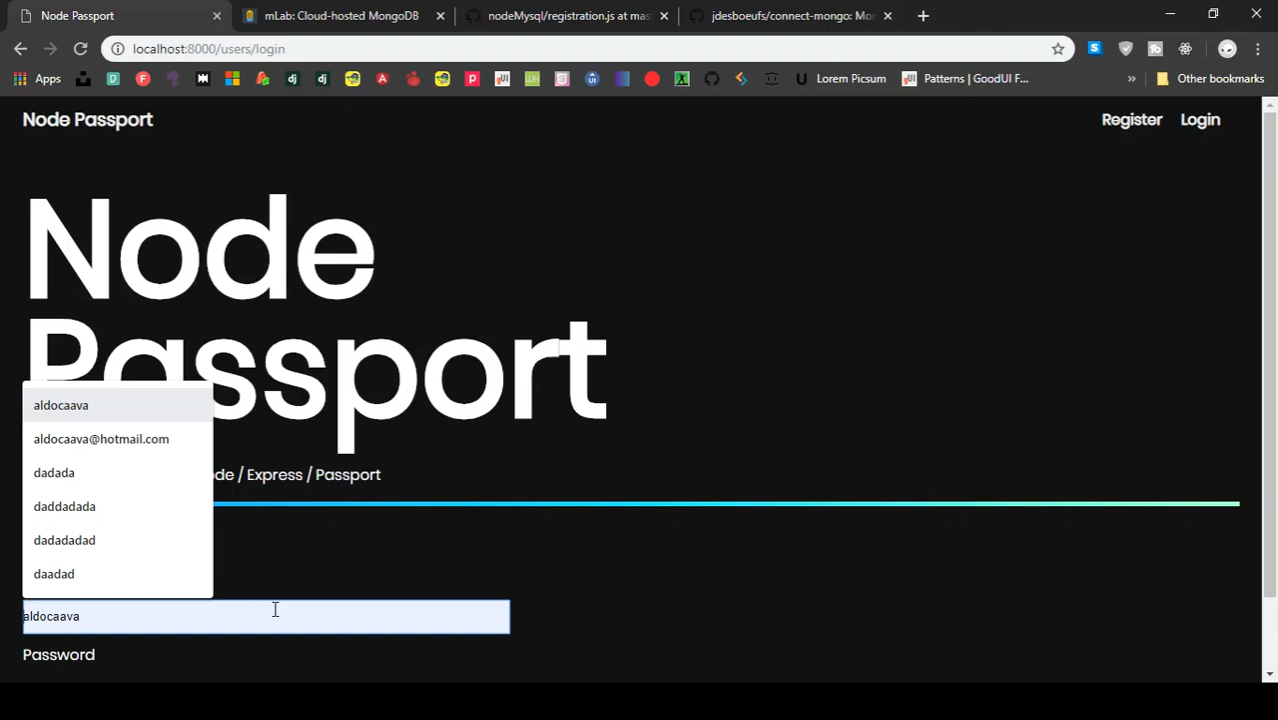 Node Passport
mLab: Cloud-hosted MongoDB
nodeMysql/registration.js at mas
jdesboeufs/connect-mongo: Mon
localhost:8000/users/login
Apps
Lorem Picsum
Patterns | GoodUI F...
Other bookmarks
Node Passport
Register
Login
Node
Passport
ode / Express / Passport
aldocaava
aldocaava@hotmail.com
dadada
daddadada
dadadadad
daadad
aldocaava
Password